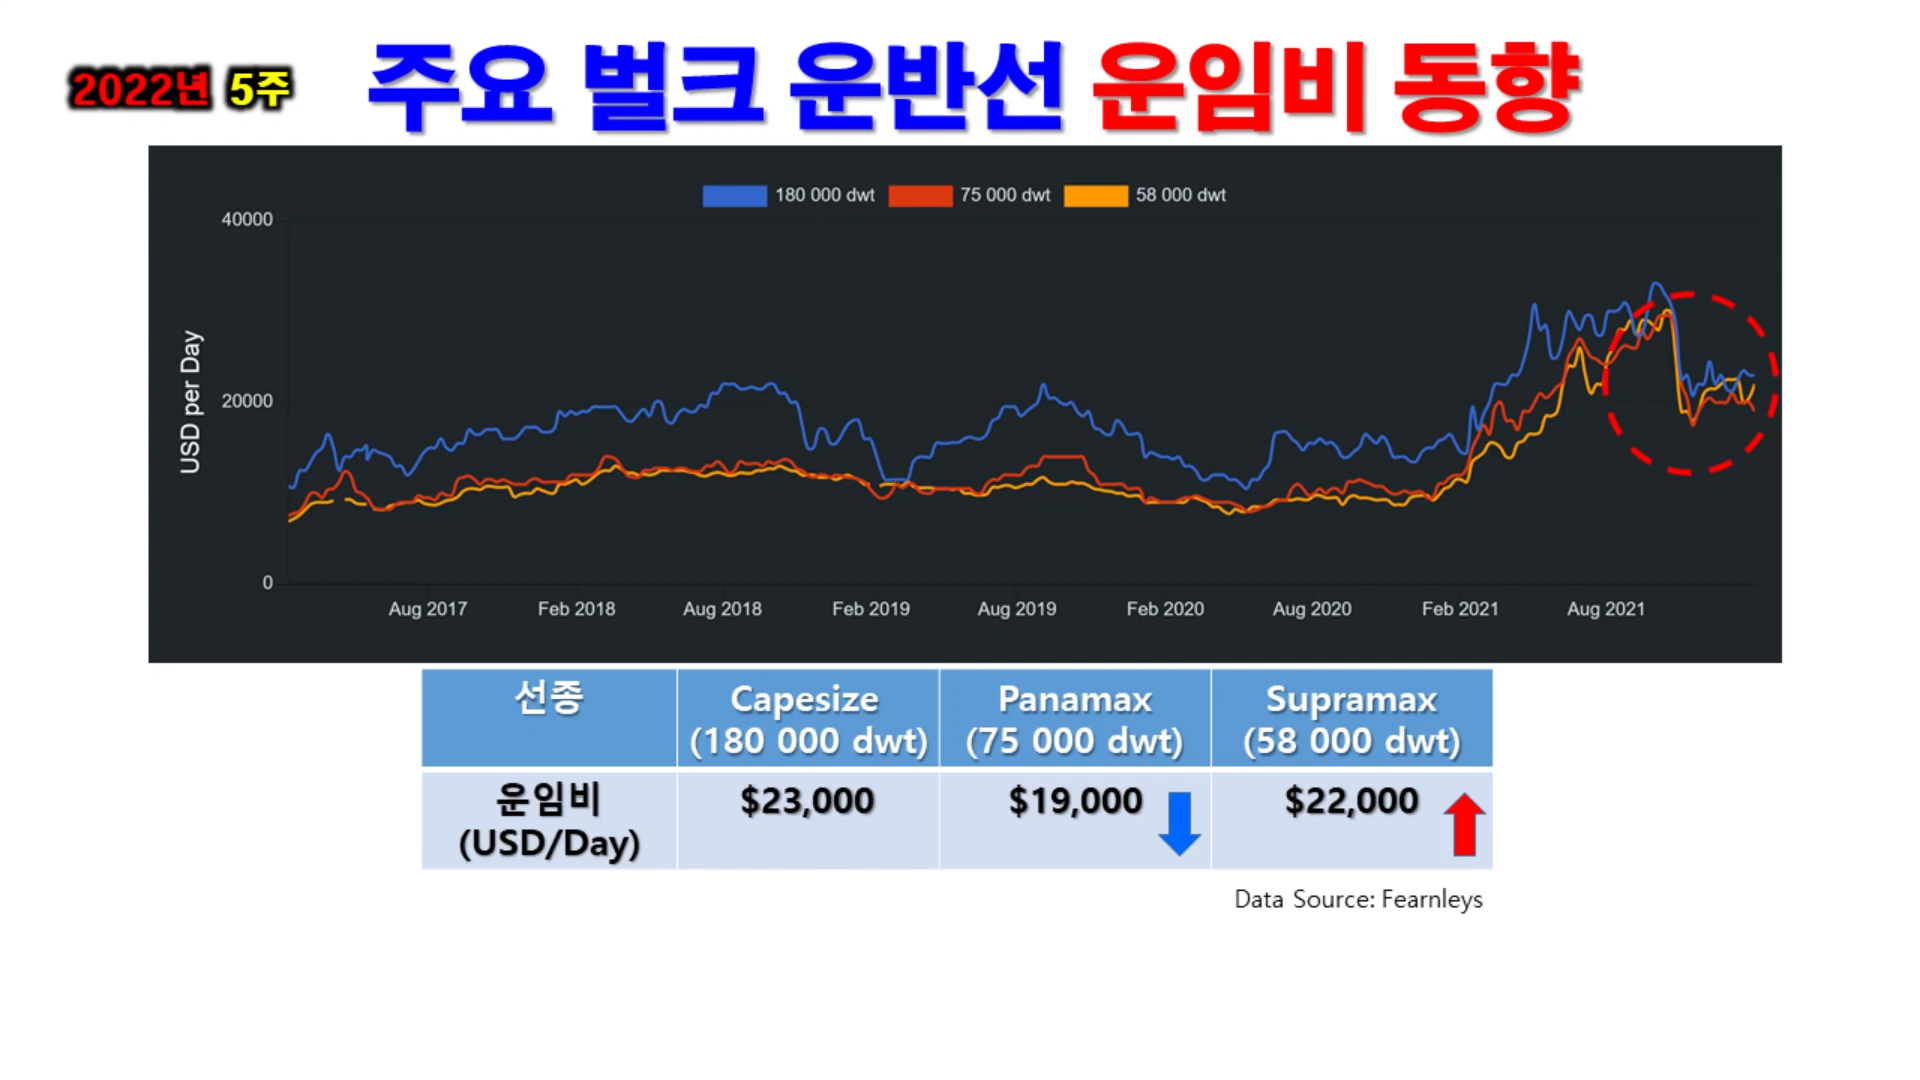 2022년 5주
주요 벌크 운반선 운임비 동향
180 000 dwt
75 000 dwt
58 000 dwt
40000
20000
0
USD per Day
Aug 2017
Feb 2018
Aug 2018
Feb 2019
Aug 2019
Feb 2020
Aug 2020
Feb 2021
Aug 2021
선종
Capesize
(180 000 dwt)
Panamax
(75 000 dwt)
Supramax
(58 000 dwt)
운임비
(USD/Day)
$23,000
$19,000
$22,000
Data Source: Fearnleys